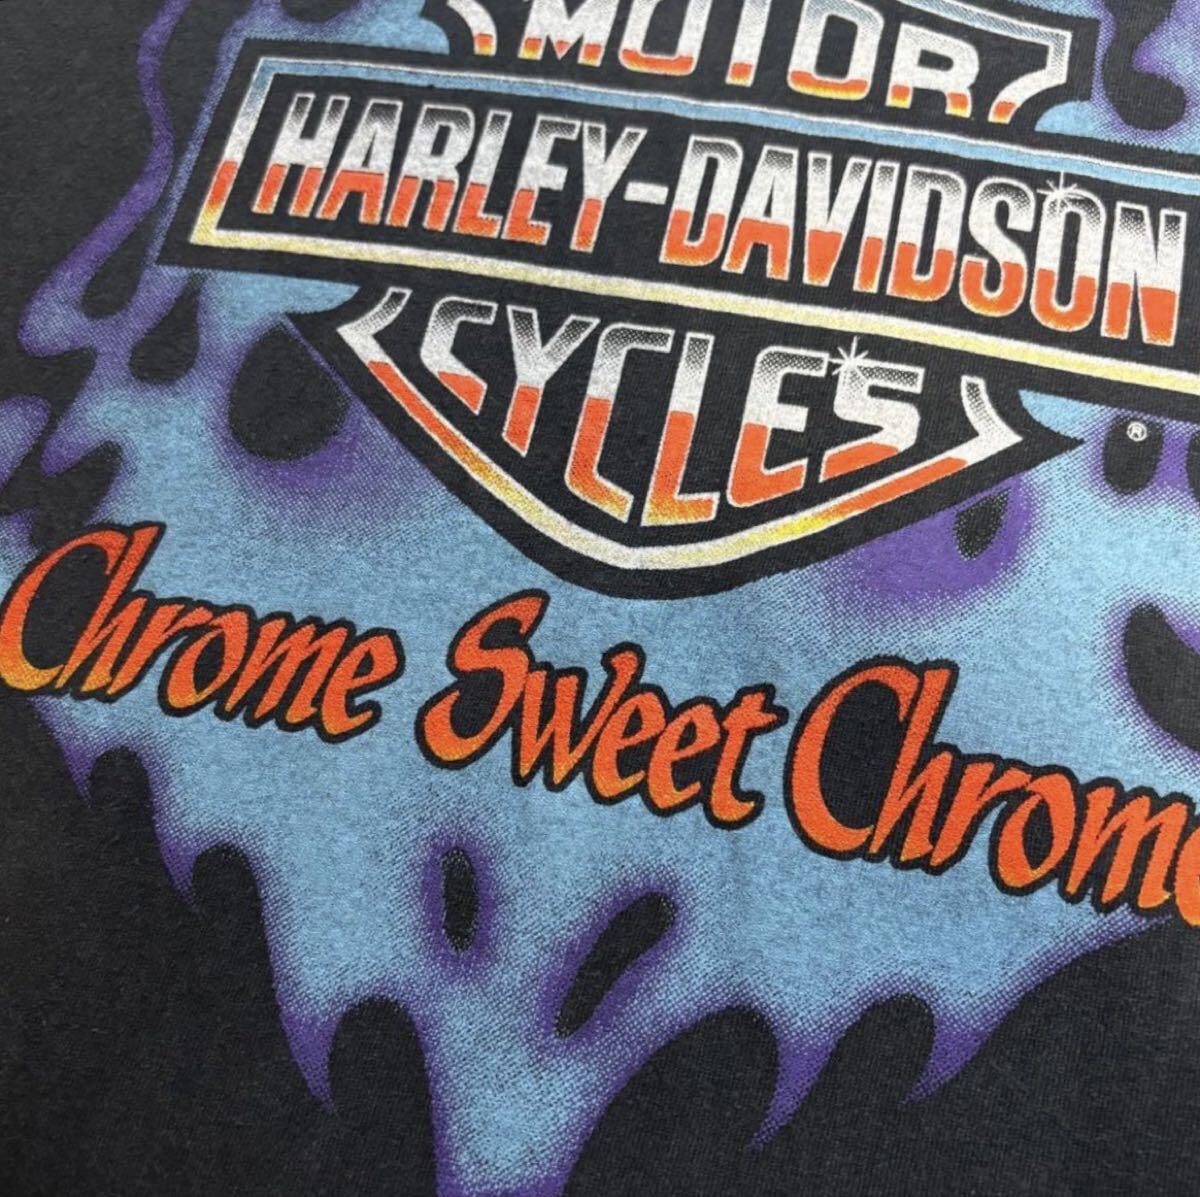 MOTOR
HARLEY-DAVIDSON
CYCLES
®
Chrome Sweet Chrome